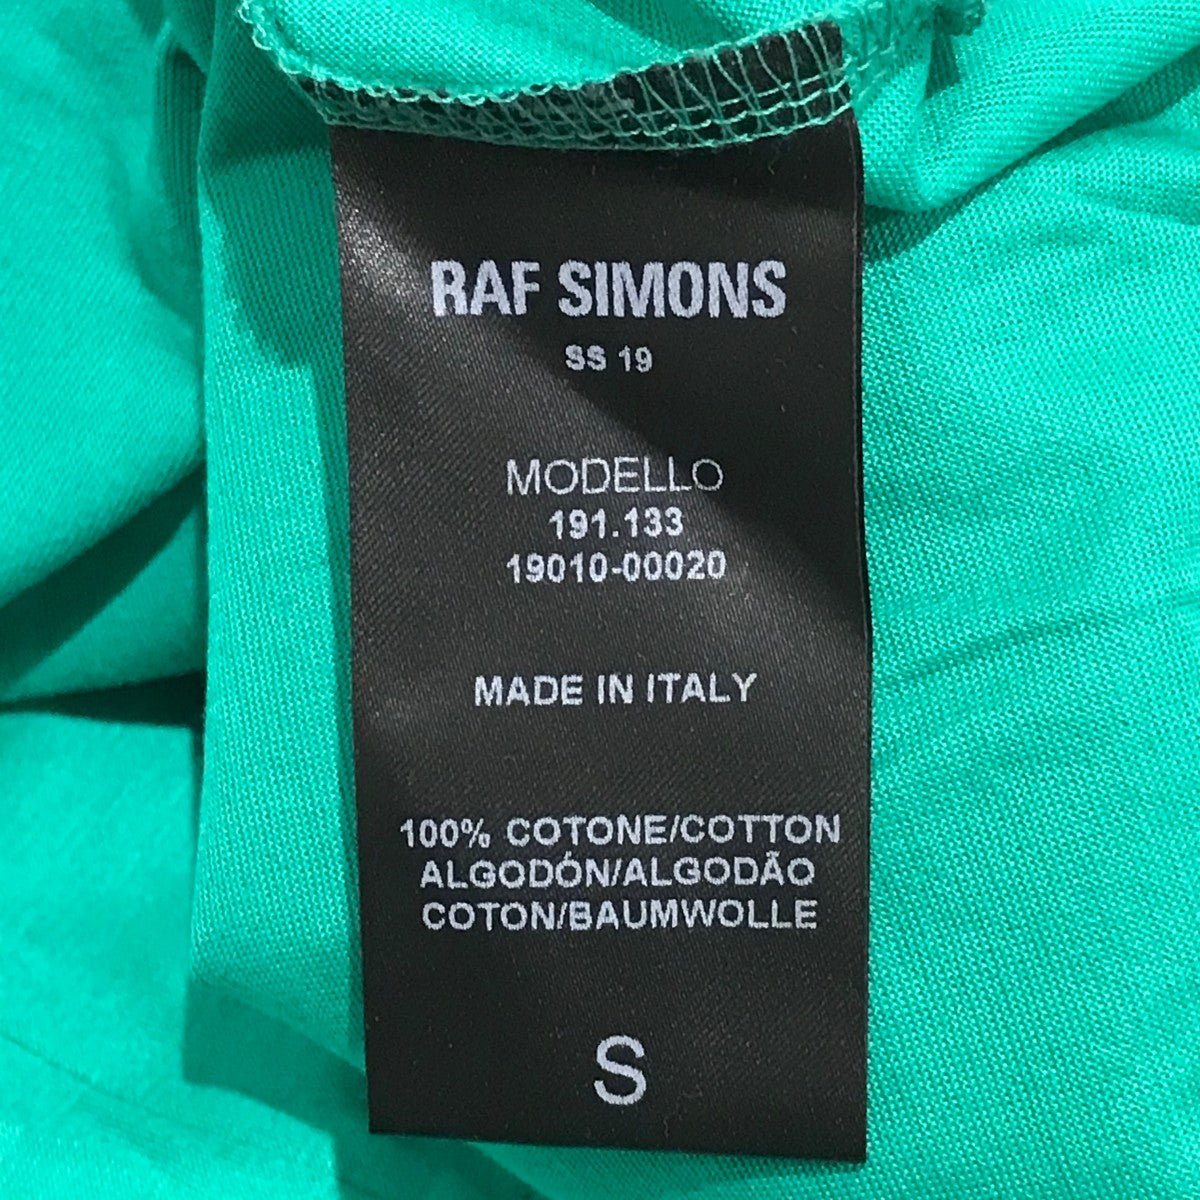 RAF SIMONS
SS 19
MODELLO
191.133
19010-00020
MADE IN ITALY
100% COTONE/COTTON
ALGODÓN/ALGODÃO
COTON/BAUMWOLLE
S